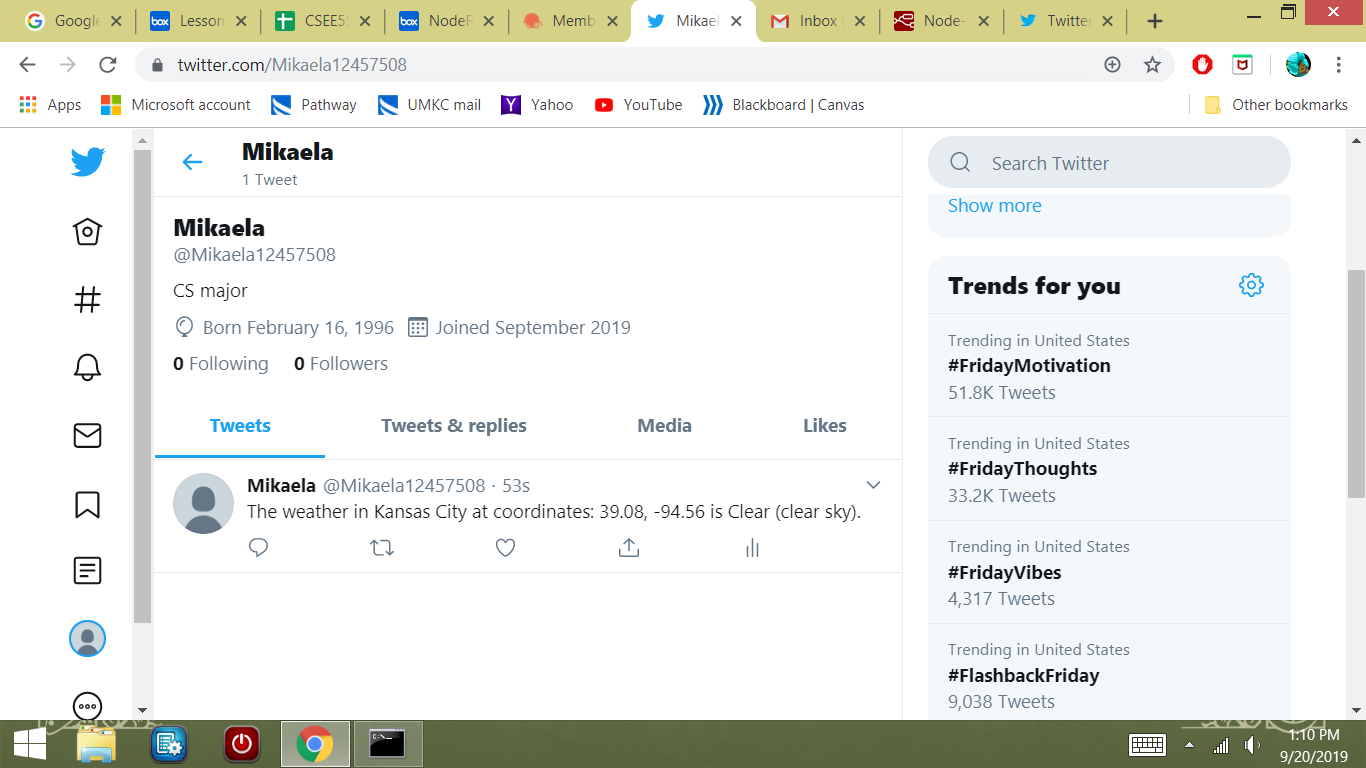 Google
Lesson
CSEE5
NodeR
Memb
Mikael
Inbox (
Node-
Twitter
twitter.com/Mikaela12457508
Apps
Microsoft account
Pathway
UMKC mail
Yahoo
YouTube
Blackboard | Canvas
Other bookmarks
Mikaela
1 Tweet
Mikaela
@Mikaela12457508
CS major
Born February 16, 1996 Joined September 2019
0 Following 0 Followers
Tweets Tweets & replies Media Likes
Mikaela @Mikaela12457508 · 53s
The weather in Kansas City at coordinates: 39.08, -94.56 is Clear (clear sky).
Search Twitter
Show more
Trends for you
Trending in United States
#FridayMotivation
51.8K Tweets
Trending in United States
#FridayThoughts
33.2K Tweets
Trending in United States
#FridayVibes
4,317 Tweets
Trending in United States
#FlashbackFriday
9,038 Tweets
1:10 PM
9/20/2019